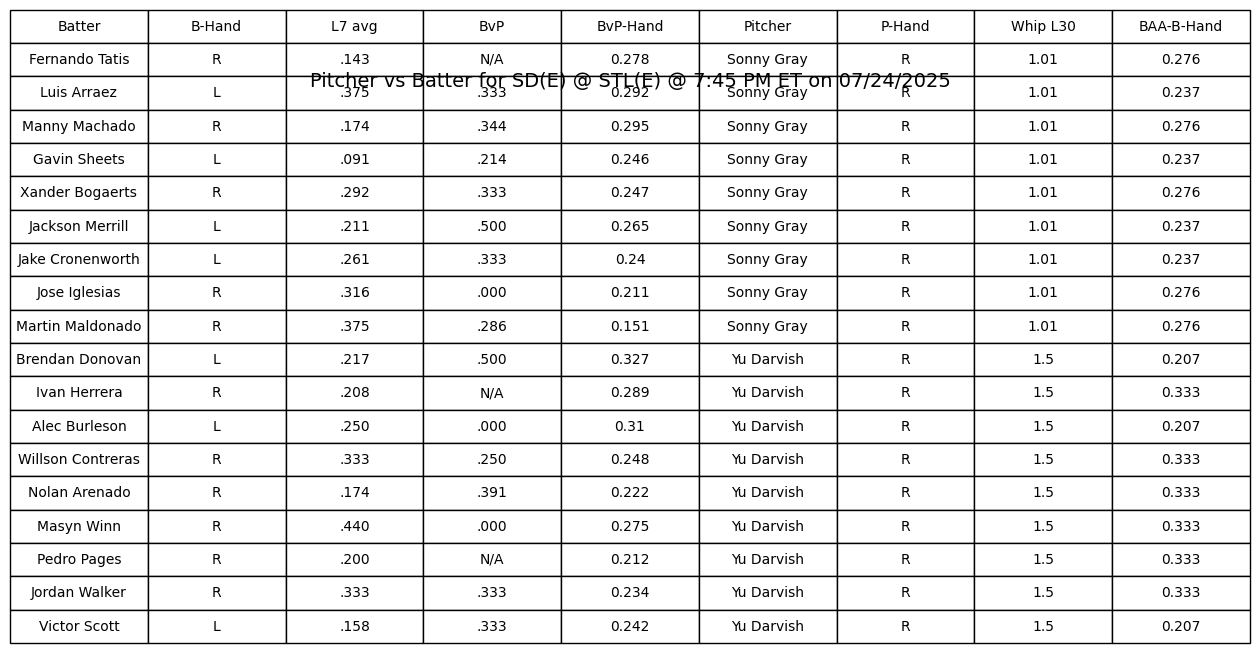 Batter B-Hand L7 avg BvP BvP-Hand Pitcher P-Hand Whip L30 BAA-B-Hand
Fernando Tatis R .143 N/A 0.278 Sonny Gray R 1.01 0.276
Pitcher vs Batter for SD(E) @ STL(E) @ 7:45 PM ET on 07/24/2025
Luis Arraez L .375 .333 0.292 Sonny Gray R 1.01 0.237
Manny Machado R .174 .344 0.295 Sonny Gray R 1.01 0.276
Gavin Sheets L .091 .214 0.246 Sonny Gray R 1.01 0.237
Xander Bogaerts R .292 .333 0.247 Sonny Gray R 1.01 0.276
Jackson Merrill L .211 .500 0.265 Sonny Gray R 1.01 0.237
Jake Cronenworth L .261 .333 0.24 Sonny Gray R 1.01 0.237
Jose Iglesias R .316 .000 0.211 Sonny Gray R 1.01 0.276
Martin Maldonado R .375 .286 0.151 Sonny Gray R 1.01 0.276
Brendan Donovan L .217 .500 0.327 Yu Darvish R 1.5 0.207
Ivan Herrera R .208 N/A 0.289 Yu Darvish R 1.5 0.333
Alec Burleson L .250 .000 0.31 Yu Darvish R 1.5 0.207
Willson Contreras R .333 .250 0.248 Yu Darvish R 1.5 0.333
Nolan Arenado R .174 .391 0.222 Yu Darvish R 1.5 0.333
Masyn Winn R .440 .000 0.275 Yu Darvish R 1.5 0.333
Pedro Pages R .200 N/A 0.212 Yu Darvish R 1.5 0.333
Jordan Walker R .333 .333 0.234 Yu Darvish R 1.5 0.333
Victor Scott L .158 .333 0.242 Yu Darvish R 1.5 0.207